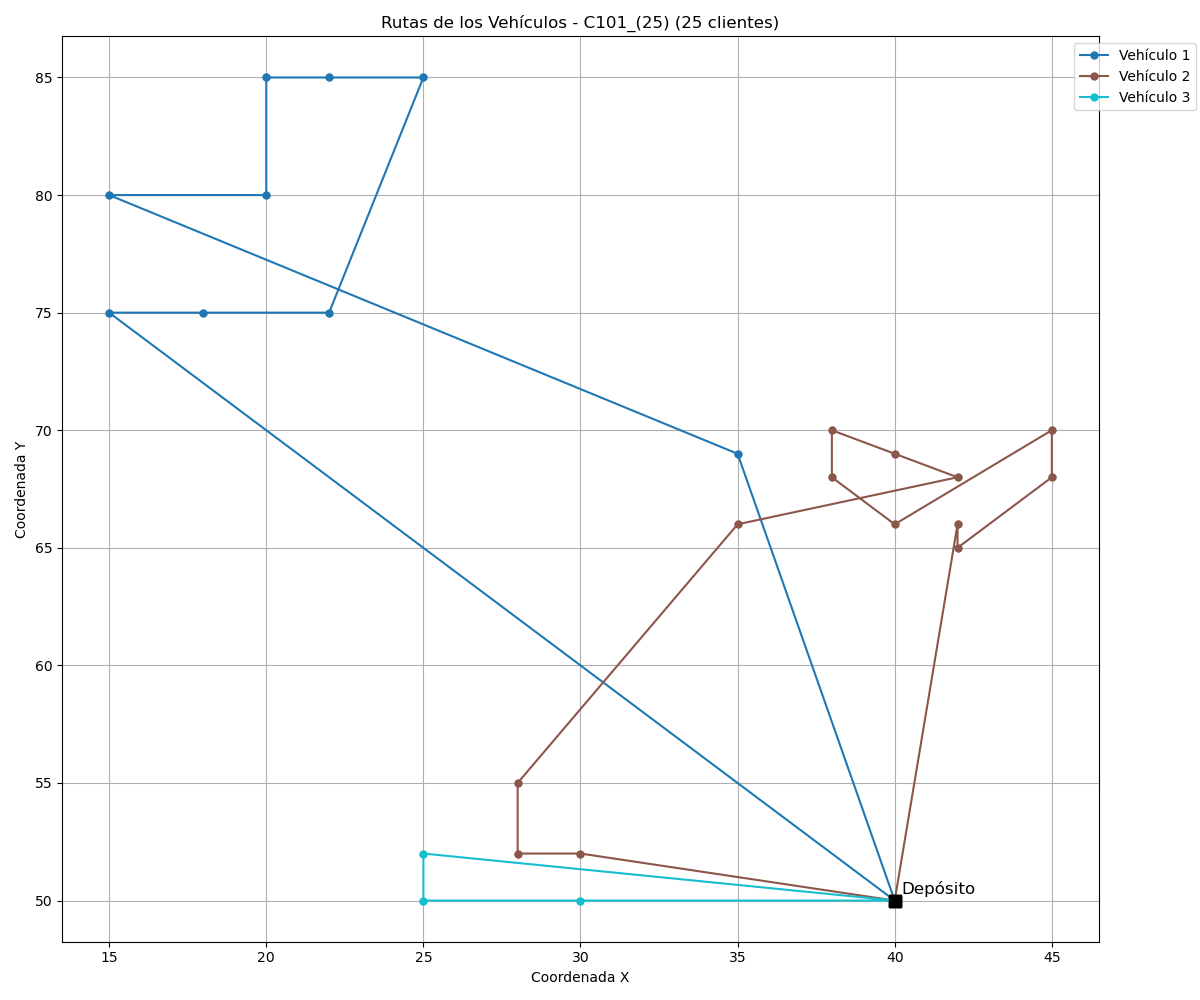 Rutas de los Vehículos - C101_(25) (25 clientes)
Vehículo 1
Vehículo 2
Vehículo 3
85
80
75
70
65
60
55
50
Coordenada Y
Depósito
15
20
25
30
35
40
45
Coordenada X